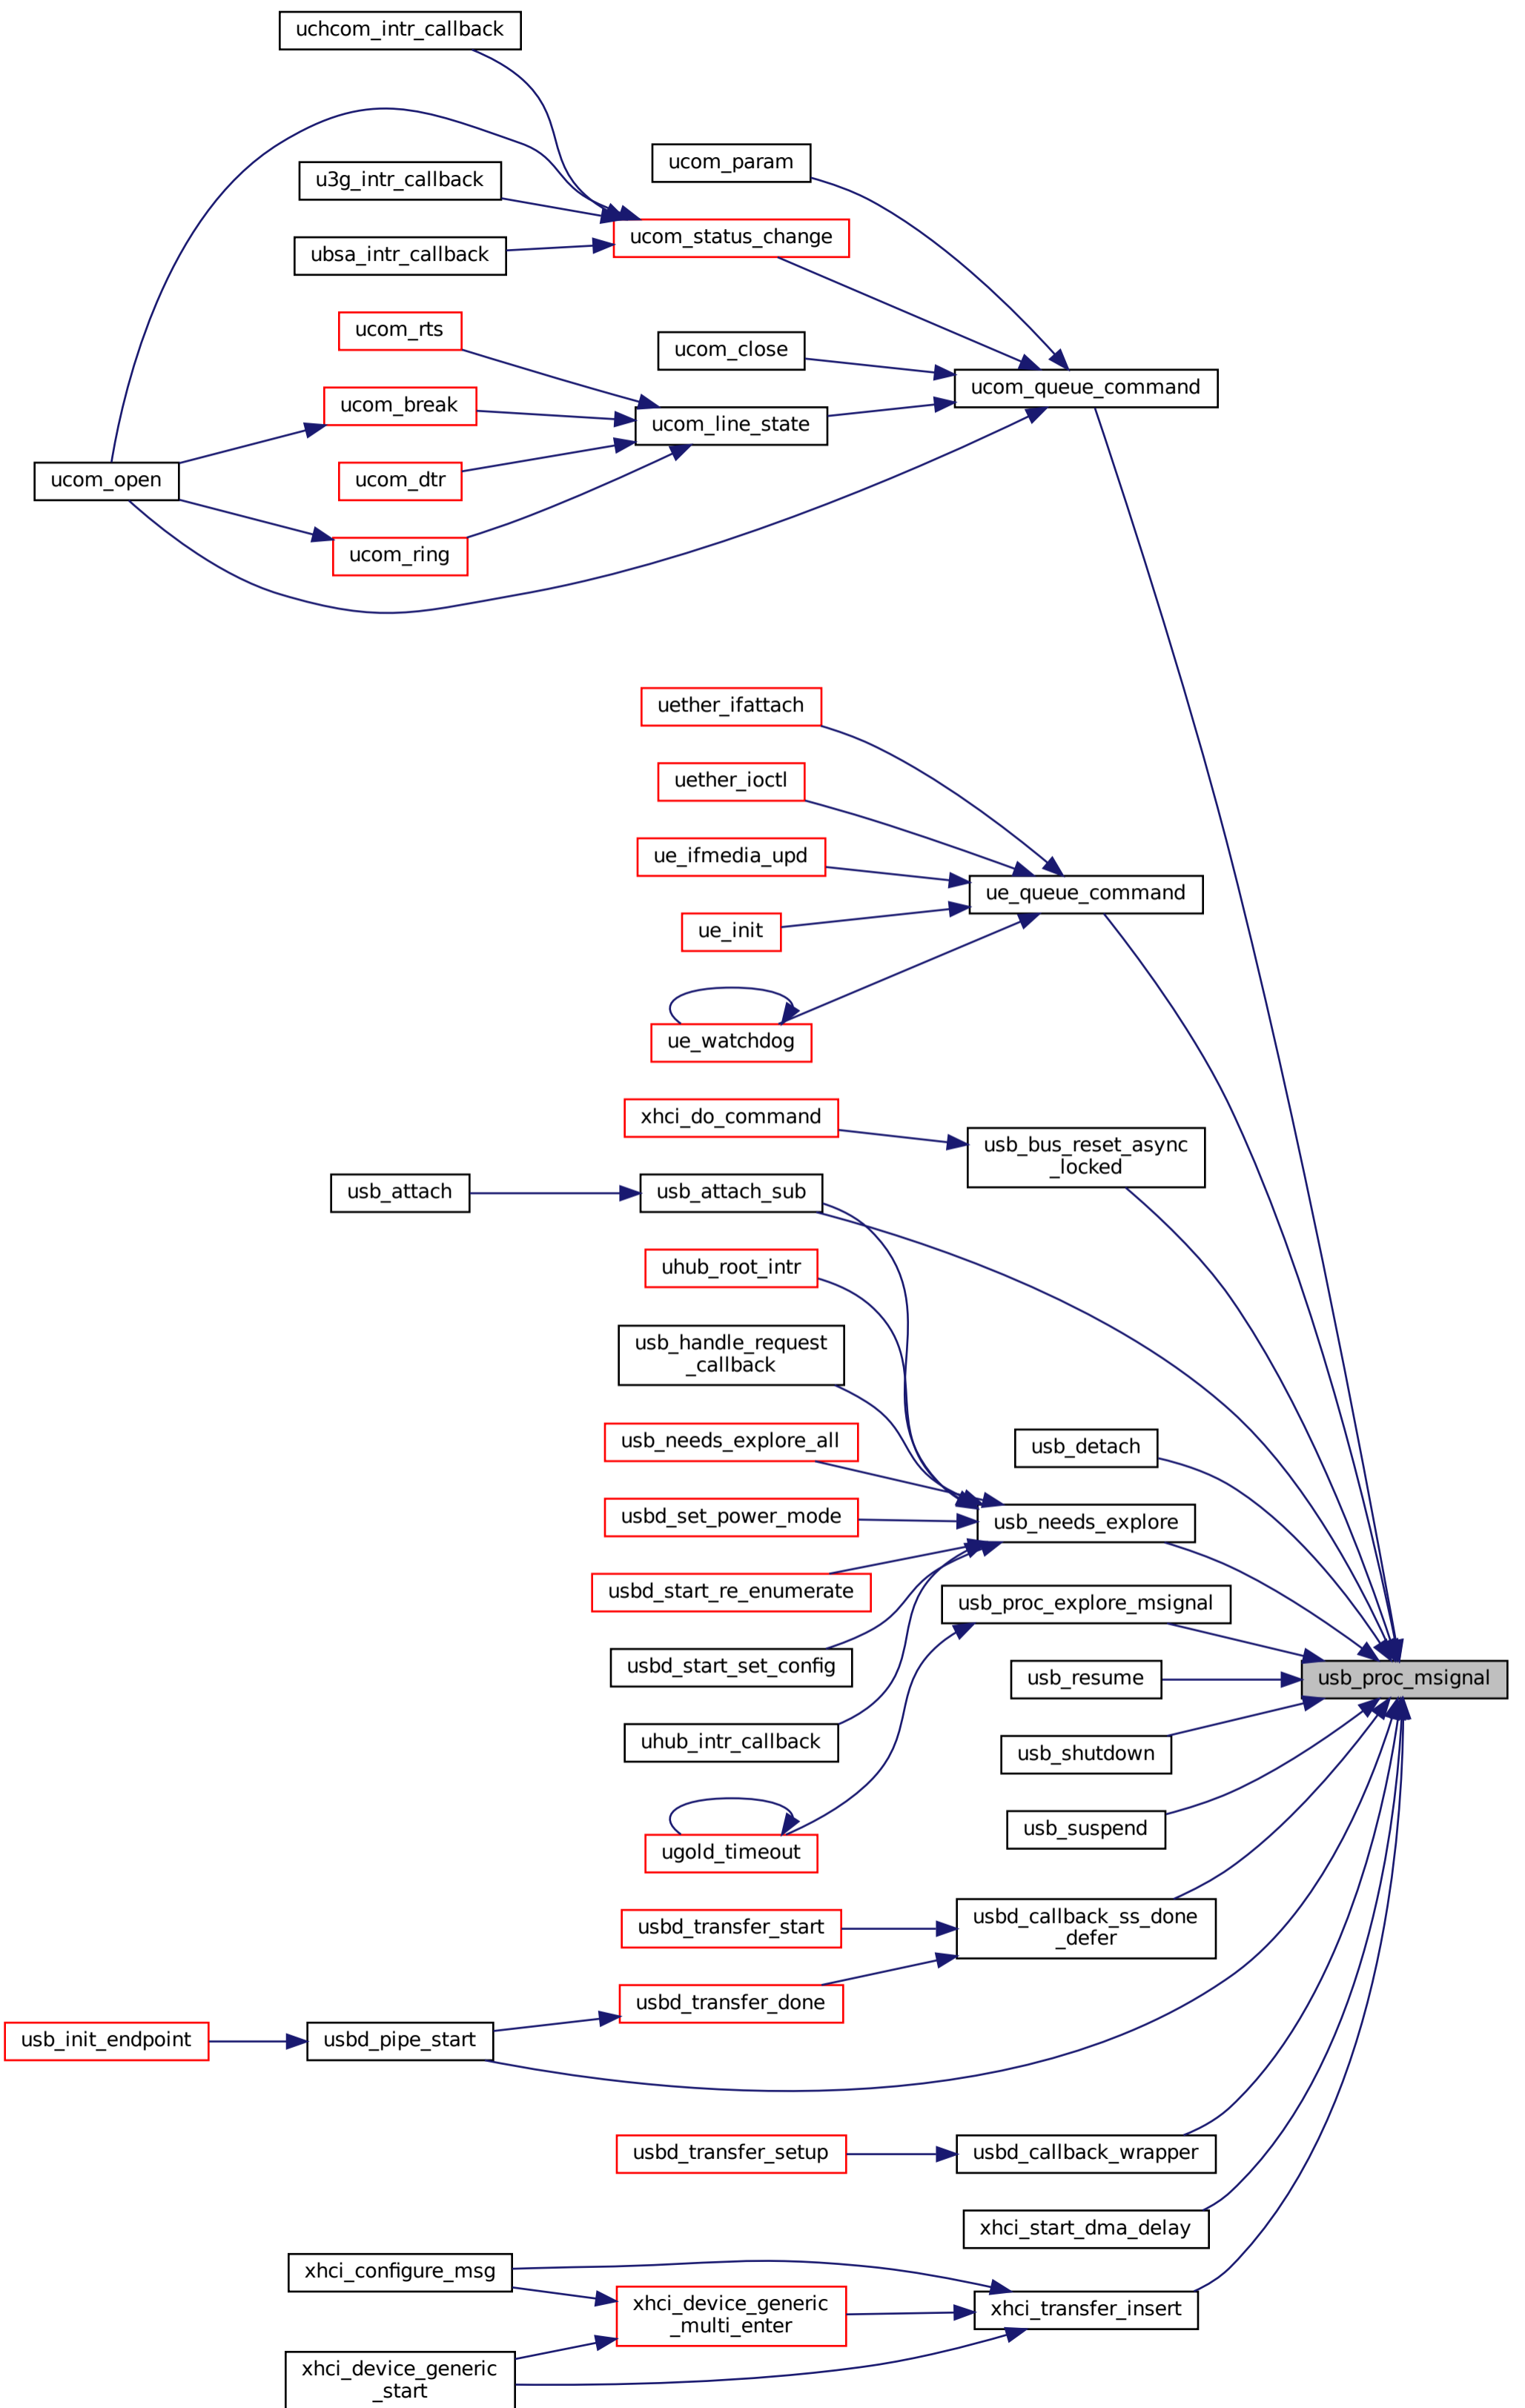 uchcom_intr_callback
ucom_param
u3g_intr_callback
ucom_status_change
ubsa_intr_callback
ucom_rts
ucom_close
ucom_queue_command
ucom_break
ucom_line_state
ucom_open
ucom_dtr
ucom_ring
uether_ifattach
uether_ioctl
ue_ifmedia_upd
ue_queue_command
ue_init
ue_watchdog
xhci_do_command
usb_bus_reset_async
_locked
usb_attach
usb_attach_sub
uhub_root_intr
usb_handle_request
_callback
usb_needs_explore_all
usb_detach
usbd_set_power_mode
usb_needs_explore
usbd_start_re_enumerate
usb_proc_explore_msignal
usbd_start_set_config
usb_resume
usb_proc_msignal
uhub_intr_callback
usb_shutdown
usb_suspend
ugold_timeout
usbd_transfer_start
usbd_callback_ss_done
_defer
usbd_transfer_done
usb_init_endpoint
usbd_pipe_start
usbd_transfer_setup
usbd_callback_wrapper
xhci_start_dma_delay
xhci_configure_msg
xhci_device_generic
_multi_enter
xhci_transfer_insert
xhci_device_generic
_start